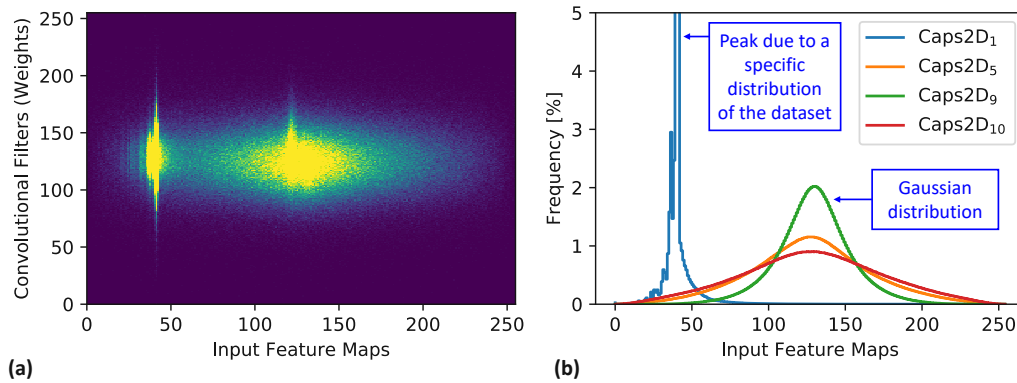 Convolutional Filters (Weights)
250
200
150
100
50
0
0
50
100
150
200
250
Input Feature Maps
(a)
Frequency [%]
5
4
3
2
1
0
0
50
100
150
200
250
Input Feature Maps
Peak due to a
specific
distribution
of the dataset
Caps2D₁
Caps2D₅
Caps2D₉
Caps2D₁₀
Gaussian
distribution
(b)